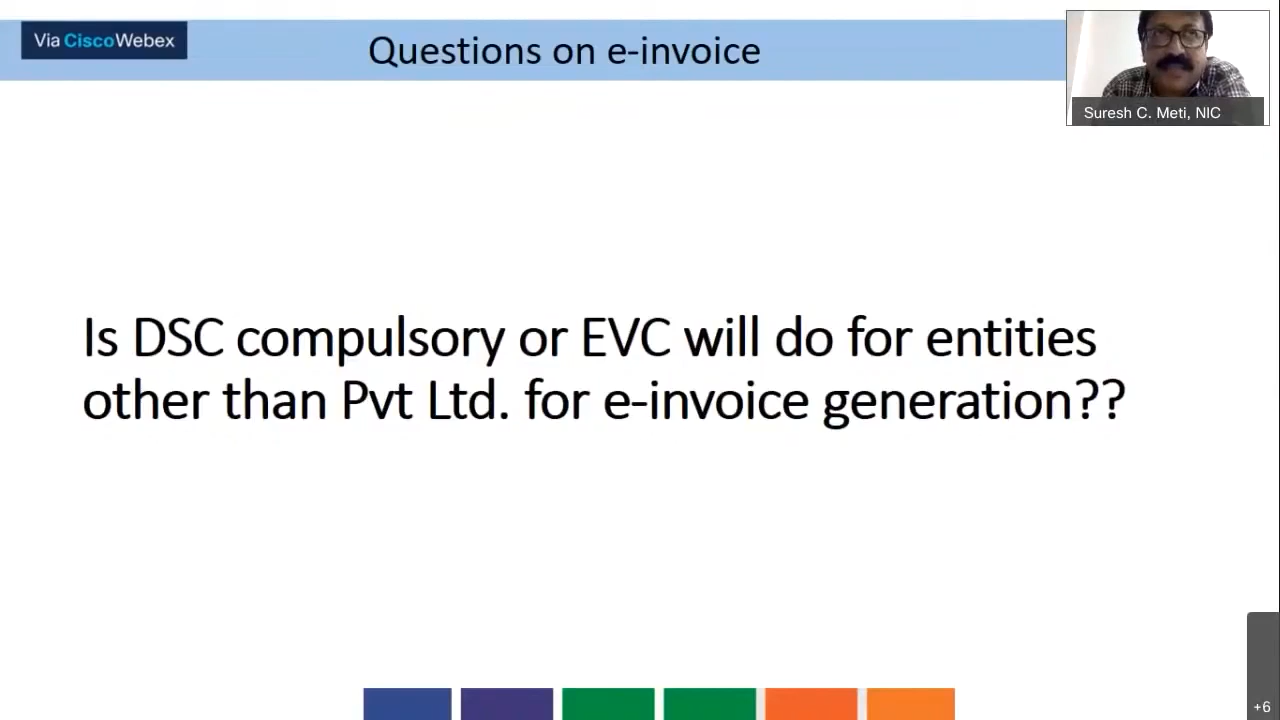 Via CiscoWebex
Questions on e-invoice
Suresh C. Meti, NIC
Is DSC compulsory or EVC will do for entities
other than Pvt Ltd. for e-invoice generation??
+6